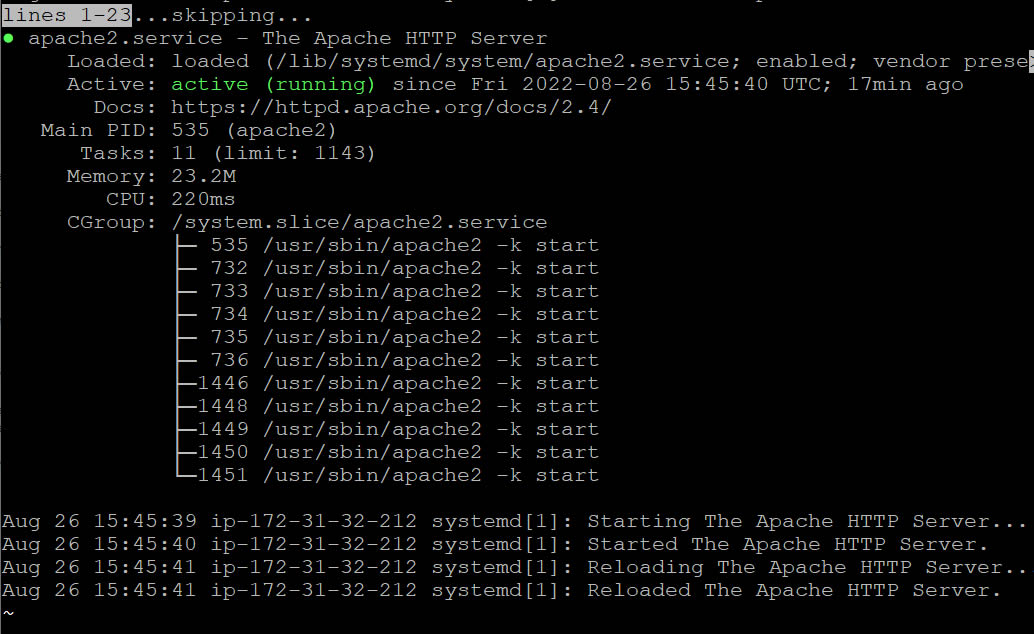 lines 1-23...skipping...
● apache2.service - The Apache HTTP Server
     Loaded: loaded (/lib/systemd/system/apache2.service; enabled; vendor prese>
     Active: active (running) since Fri 2022-08-26 15:45:40 UTC; 17min ago
       Docs: https://httpd.apache.org/docs/2.4/
   Main PID: 535 (apache2)
      Tasks: 11 (limit: 1143)
     Memory: 23.2M
        CPU: 220ms
     CGroup: /system.slice/apache2.service
             ├─ 535 /usr/sbin/apache2 -k start
             ├─ 732 /usr/sbin/apache2 -k start
             ├─ 733 /usr/sbin/apache2 -k start
             ├─ 734 /usr/sbin/apache2 -k start
             ├─ 735 /usr/sbin/apache2 -k start
             ├─ 736 /usr/sbin/apache2 -k start
             ├─1446 /usr/sbin/apache2 -k start
             ├─1448 /usr/sbin/apache2 -k start
             ├─1449 /usr/sbin/apache2 -k start
             ├─1450 /usr/sbin/apache2 -k start
             └─1451 /usr/sbin/apache2 -k start

Aug 26 15:45:39 ip-172-31-32-212 systemd[1]: Starting The Apache HTTP Server...
Aug 26 15:45:40 ip-172-31-32-212 systemd[1]: Started The Apache HTTP Server.
Aug 26 15:45:41 ip-172-31-32-212 systemd[1]: Reloading The Apache HTTP Server...
Aug 26 15:45:41 ip-172-31-32-212 systemd[1]: Reloaded The Apache HTTP Server.
~